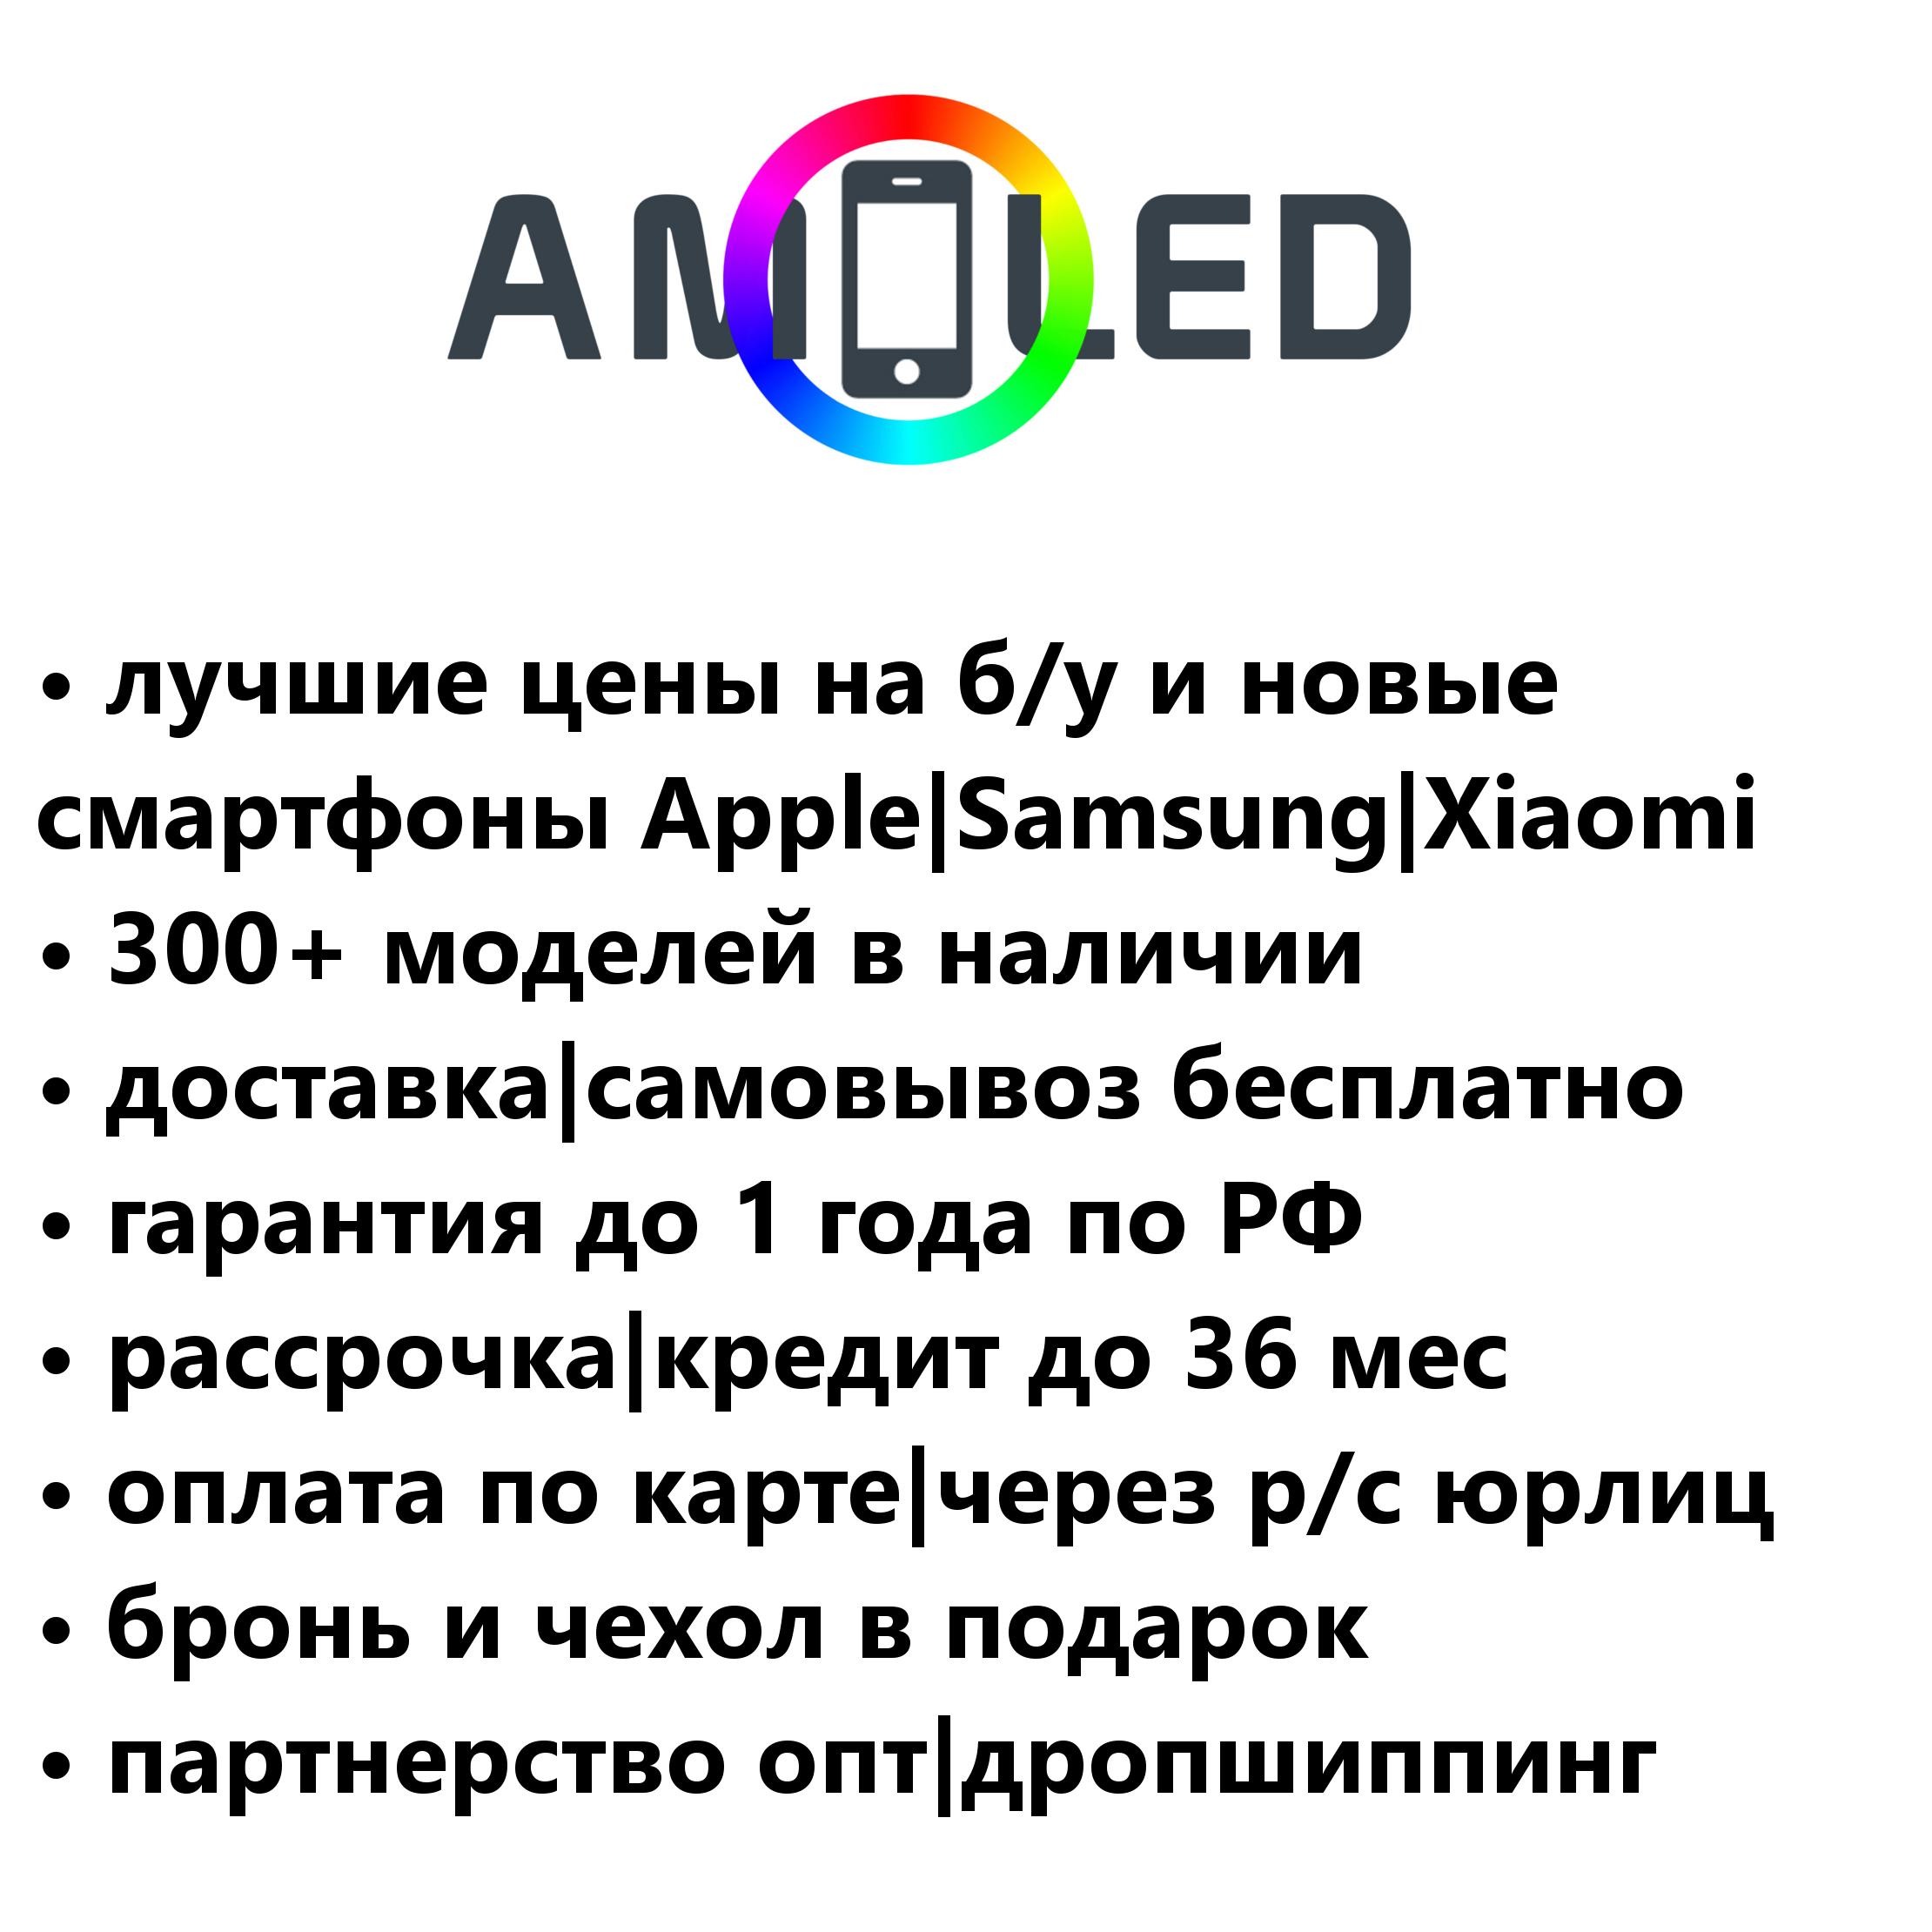 AMOLED
• лучшие цены на б/у и новые
смартфоны Apple|Samsung|Xiaomi
• 300+ моделей в наличии
• доставка|самовывоз бесплатно
• гарантия до 1 года по РФ
• рассрочка|кредит до 36 мес
• оплата по карте|через р/с юрлиц
• бронь и чехол в подарок
• партнерство опт|дропшиппинг